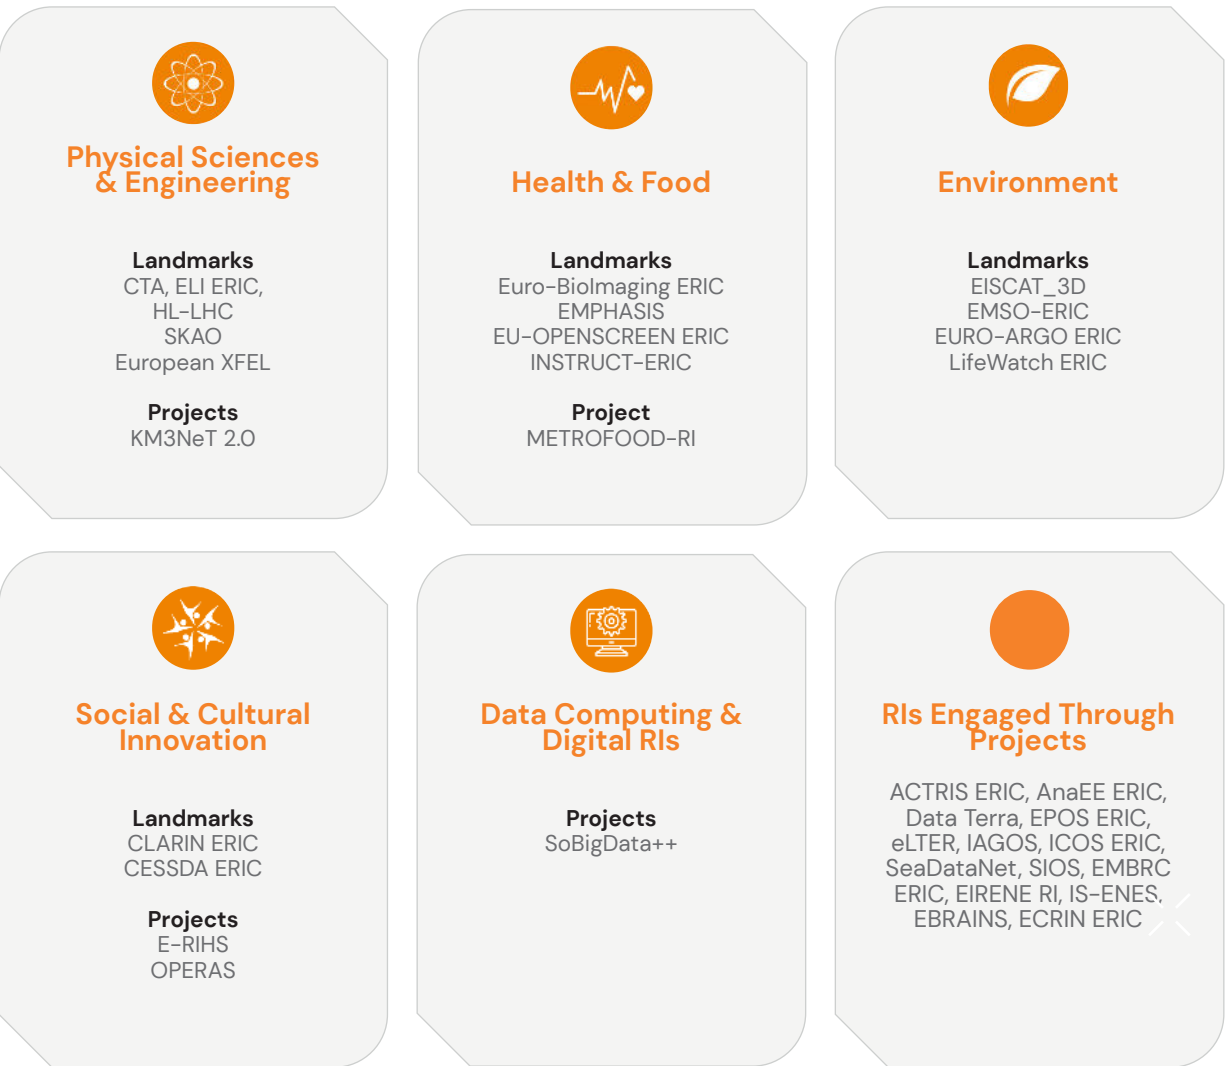 Physical Sciences
& Engineering
Landmarks
CTA, ELI ERIC,
HL-LHC
SKAO
European XFEL
Projects
KM3NeT 2.0
Health & Food
Landmarks
Euro-BioImaging ERIC
EMPHASIS
EU-OPENSCREEN ERIC
INSTRUCT-ERIC
Project
METROFOOD-RI
Environment
Landmarks
EISCAT_3D
EMSO-ERIC
EURO-ARGO ERIC
LifeWatch ERIC
Social & Cultural
Innovation
Landmarks
CLARIN ERIC
CESSDA ERIC
Projects
E-RIHS
OPERAS
Data Computing &
Digital RIs
Projects
SoBigData++
RIs Engaged Through
Projects
ACTRIS ERIC, AnaEE ERIC,
Data Terra, EPOS ERIC,
eLTER, IAGOS, ICOS ERIC,
SeaDataNet, SIOS, EMBRC
ERIC, EIRENE RI, IS-ENES,
EBRAINS, ECRIN ERIC